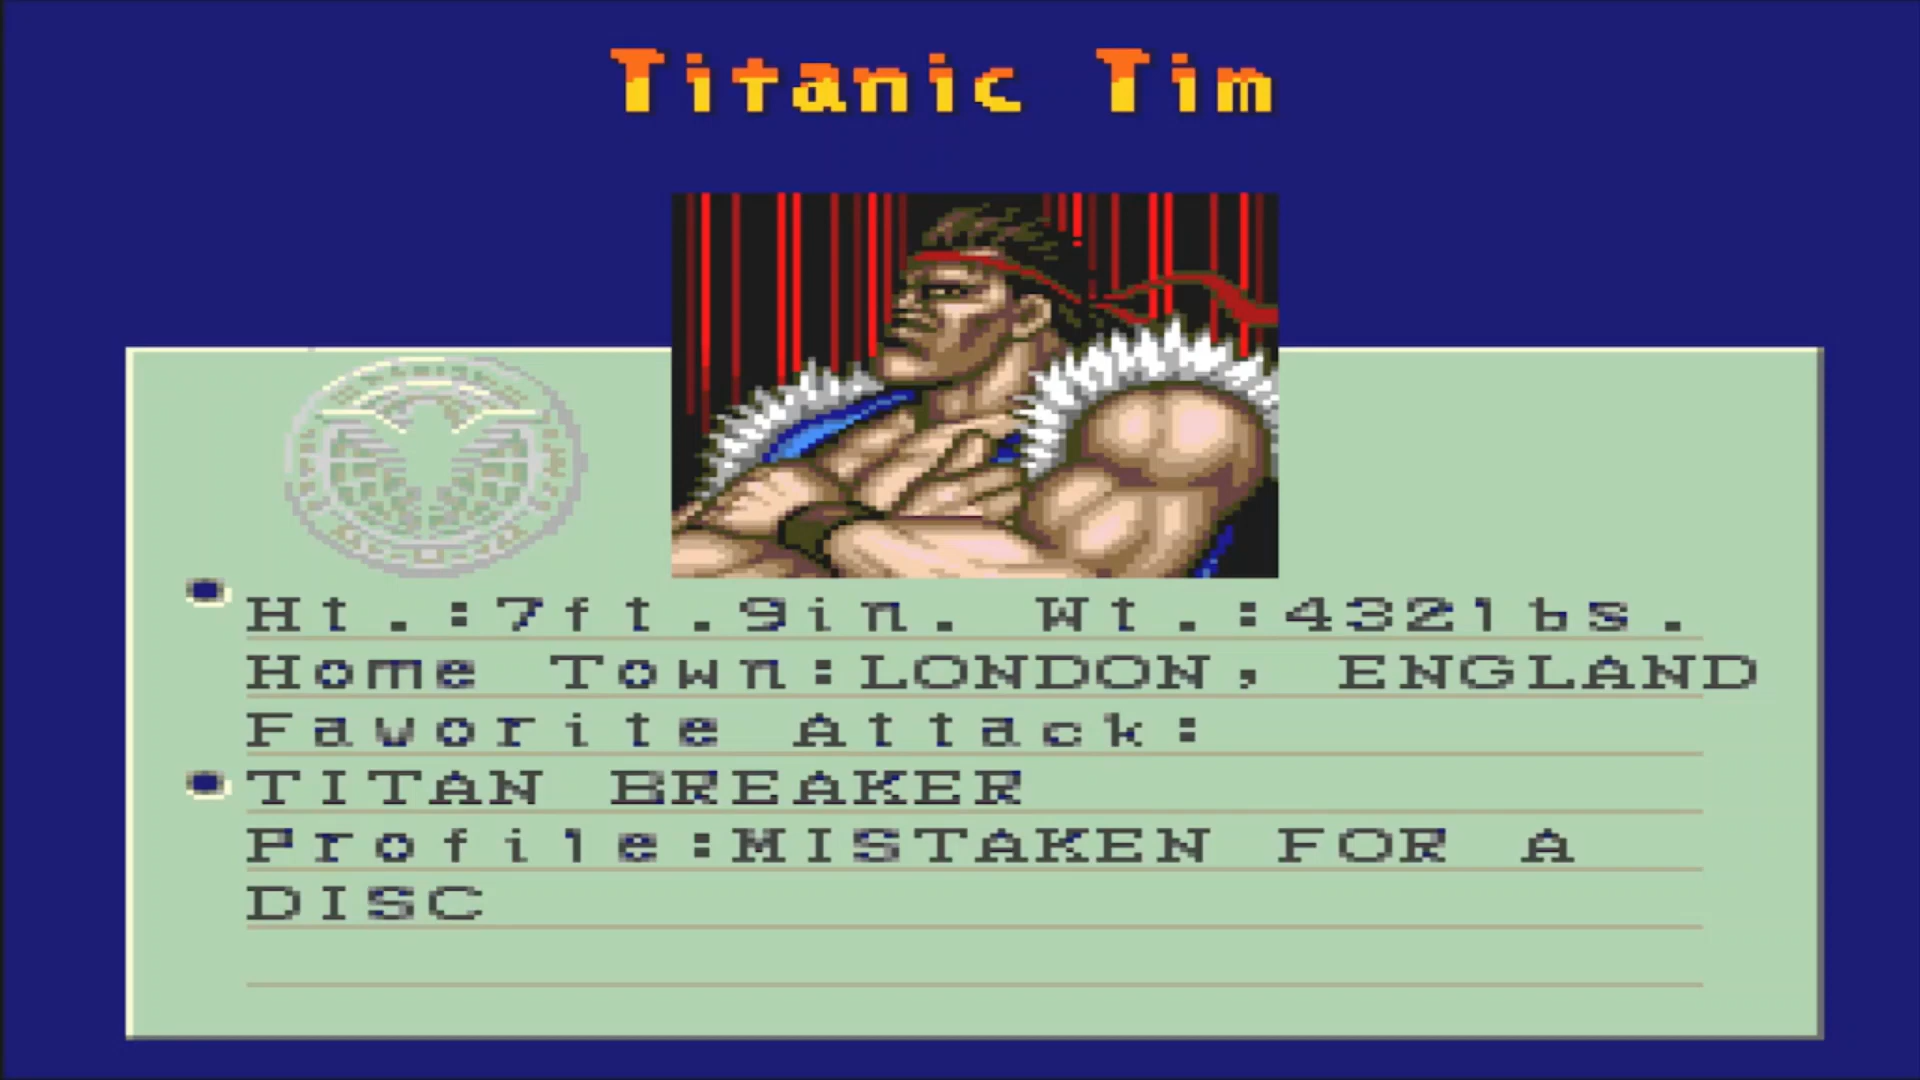 Titanic Tim
Ht.:7ft.9in. Wt.:432lbs.
Home Town:LONDON, ENGLAND
Favorite Attack:
TITAN BREAKER
Profile:MISTAKEN FOR A
DISC